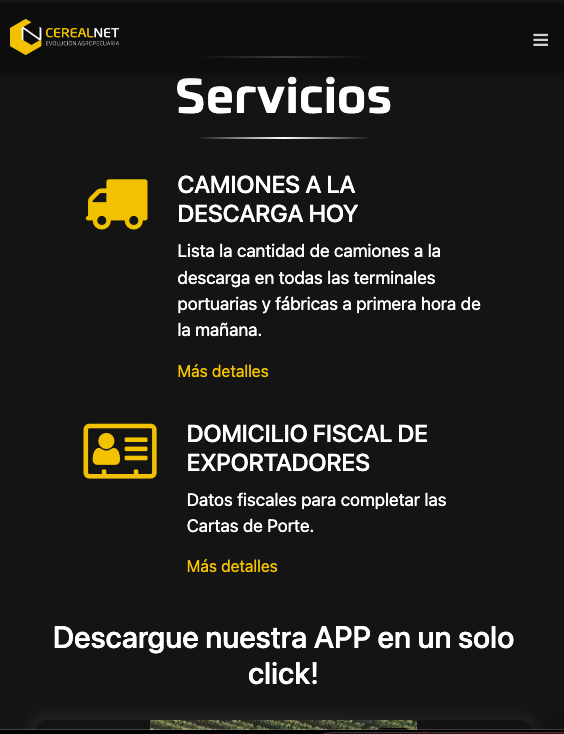 CEREALNET
EVOLUCIÓN AGROPECUARIA
Servicios
CAMIONES A LA
DESCARGA HOY
Lista la cantidad de camiones a la
descarga en todas las terminales
portuarias y fábricas a primera hora de
la mañana.
Más detalles
DOMICILIO FISCAL DE
EXPORTADORES
Datos fiscales para completar las
Cartas de Porte.
Más detalles
Descargue nuestra APP en un solo
click!